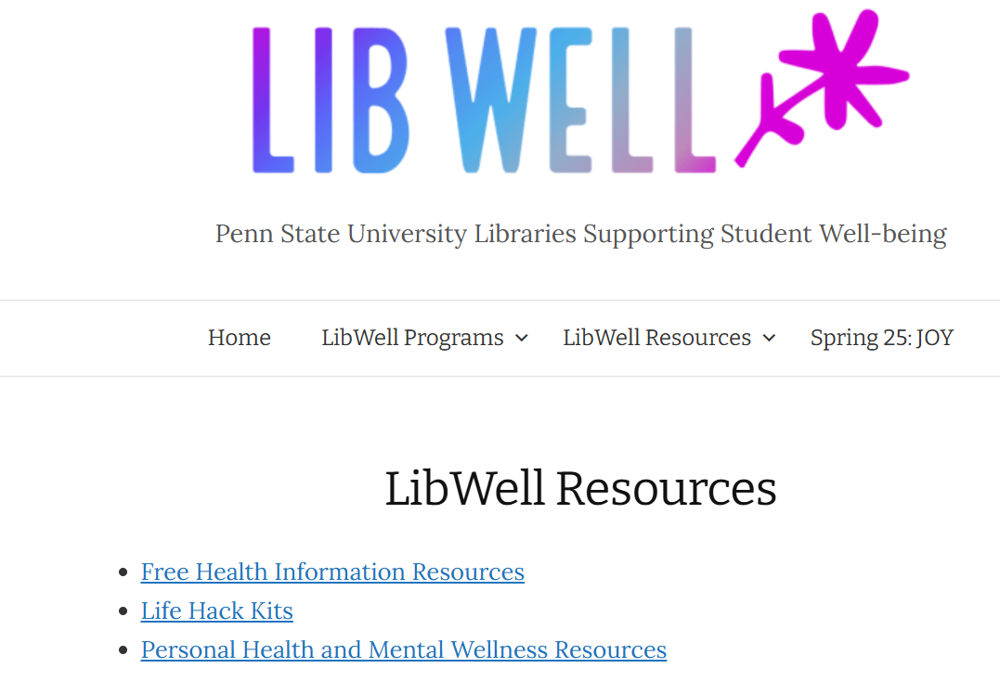 LIB WELL
Penn State University Libraries Supporting Student Well-being
Home LibWell Programs LibWell Resources Spring 25: JOY
LibWell Resources
Free Health Information Resources
Life Hack Kits
Personal Health and Mental Wellness Resources